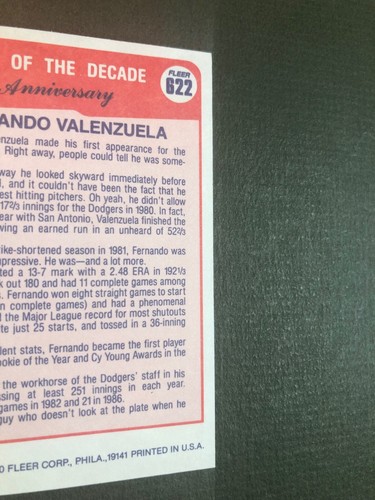 OF THE DECADE
FLEER
622
Anniversary
ANDO VALENZUELA
enzuela made his first appearance for the
Right away, people could tell he was some-
way he looked skyward immediately before
l, and it couldn't have been the fact that he
est hitting pitchers. Oh yeah, he didn't allow
17⅔ innings for the Dodgers in 1980. In fact,
ear with San Antonio, Valenzuela finished the
wing an earned run in an unheard of 52⅔
ike-shortened season in 1981, Fernando was
pressive. He was—and a lot more.
ted a 13-7 mark with a 2.48 ERA in 192⅓
k out 180 and had 11 complete games among
s. Fernando won eight straight games to start
n complete games) and had a phenomenal
d the Major League record for most shutouts
te just 25 starts, and tossed in a 36-inning
lent stats, Fernando became the first player
ookie of the Year and Cy Young Awards in the
the workhorse of the Dodgers' staff in his
ssing at least 251 innings in each year.
games in 1982 and 21 in 1986.
guy who doesn't look at the plate when he
0 FLEER CORP., PHILA.,19141 PRINTED IN U.S.A.